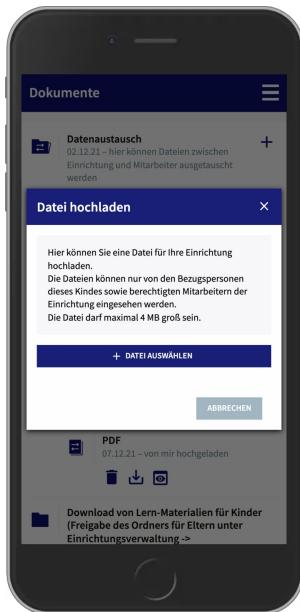 Dokumente
Datenaustausch
02.12.21 – hier können Dateien zwischen
Einrichtung und Mitarbeiter ausgetauscht
werden
Datei hochladen
Hier können Sie eine Datei für Ihre Einrichtung
hochladen.
Die Dateien können nur von den Bezugspersonen
dieses Kindes sowie berechtigten Mitarbeitern der
Einrichtung eingesehen werden.
Die Datei darf maximal 4 MB groß sein.
+ DATEI AUSWÄHLEN
ABBRECHEN
PDF
07.12.21 – von mir hochgeladen
Download von Lern-Materialien für Kinder
(Freigabe des Ordners für Eltern unter
Einrichtungsverwaltung ->